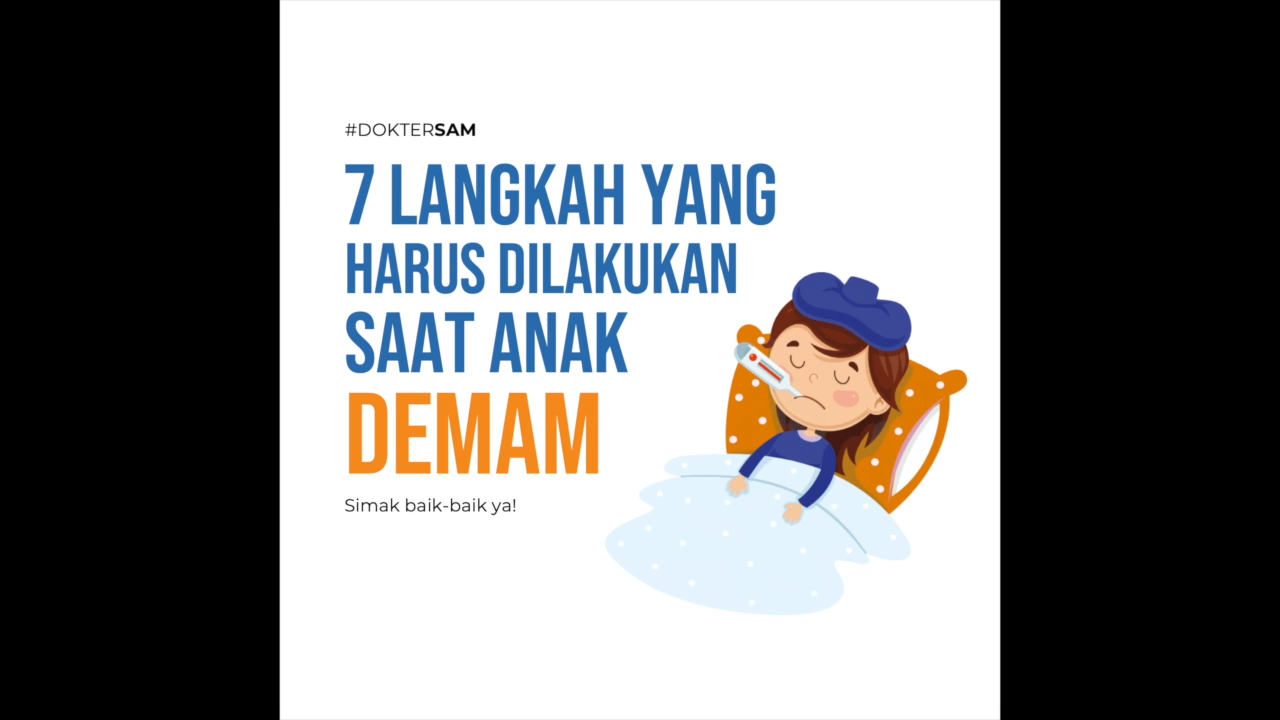 #DOKTERSAM
7 LANGKAH YANG
HARUS DILAKUKAN
SAAT ANAK
DEMAM
Simak baik-baik ya!